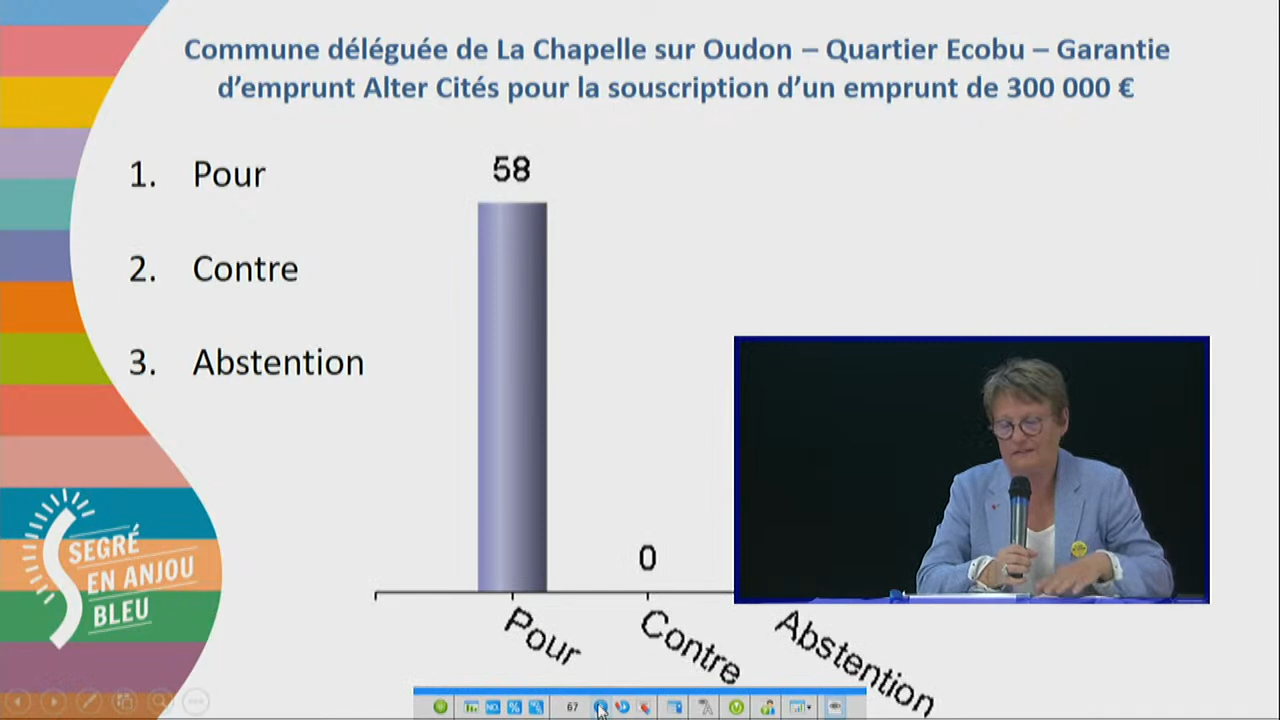 Commune déléguée de La Chapelle sur Oudon – Quartier Ecobu – Garantie
d’emprunt Alter Cités pour la souscription d’un emprunt de 300 000 €
1. Pour
2. Contre
3. Abstention
58
0
Pour
Contre
Abstention
SEGRÉ
EN ANJOU
BLEU
NO.
%
67